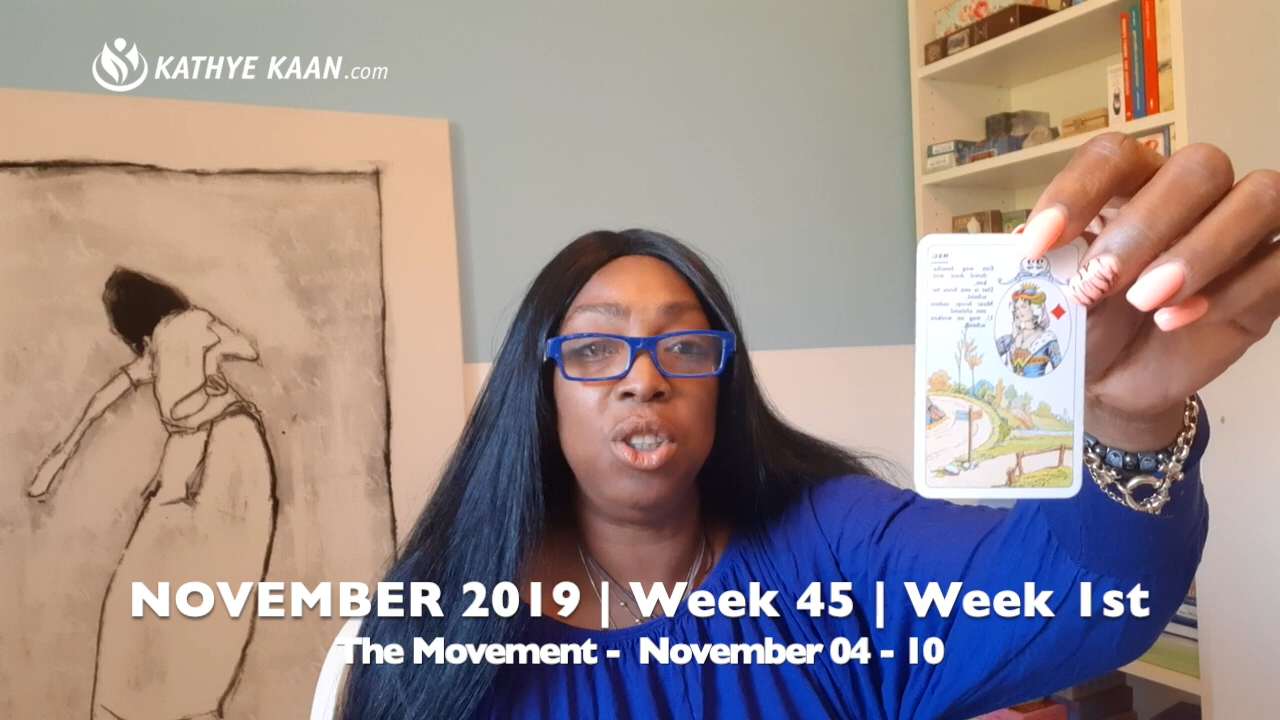 KATHYE KAAN.com
NOVEMBER 2019 | Week 45 | Week 1st
The Movement - November 04 - 10